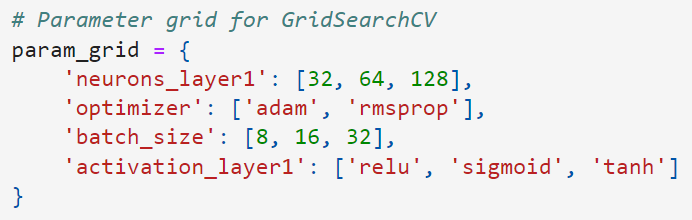 # Parameter grid for GridSearchCV
param_grid = {
    'neurons_layer1': [32, 64, 128],
    'optimizer': ['adam', 'rmsprop'],
    'batch_size': [8, 16, 32],
    'activation_layer1': ['relu', 'sigmoid', 'tanh']
}